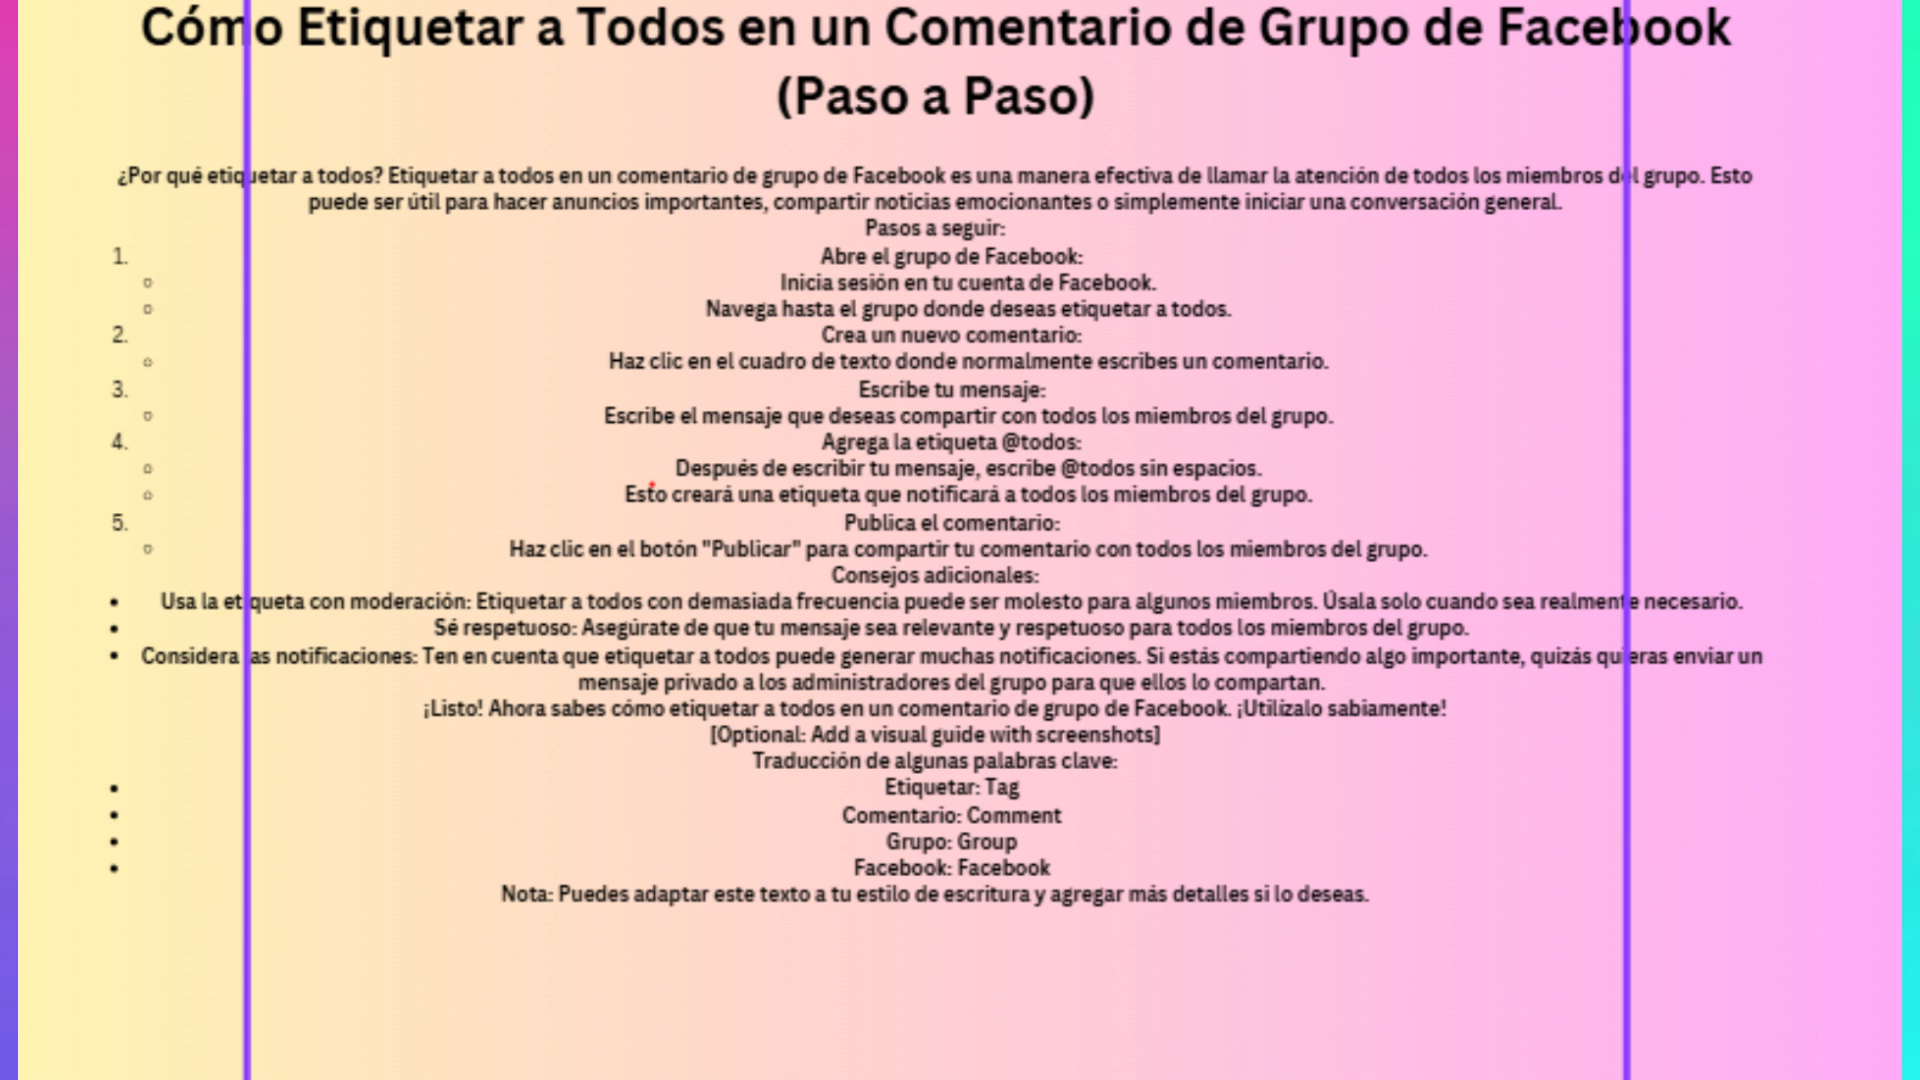 Cómo Etiquetar a Todos en un Comentario de Grupo de Facebook
(Paso a Paso)
¿Por qué etiquetar a todos? Etiquetar a todos en un comentario de grupo de Facebook es una manera efectiva de llamar la atención de todos los miembros del grupo. Esto
puede ser útil para hacer anuncios importantes, compartir noticias emocionantes o simplemente iniciar una conversación general.
Pasos a seguir:
1. Abre el grupo de Facebook:
○ Inicia sesión en tu cuenta de Facebook.
○ Navega hasta el grupo donde deseas etiquetar a todos.
2. Crea un nuevo comentario:
○ Haz clic en el cuadro de texto donde normalmente escribes un comentario.
3. Escribe tu mensaje:
○ Escribe el mensaje que deseas compartir con todos los miembros del grupo.
4. Agrega la etiqueta @todos:
○ Después de escribir tu mensaje, escribe @todos sin espacios.
○ Esto creará una etiqueta que notificará a todos los miembros del grupo.
5. Publica el comentario:
○ Haz clic en el botón "Publicar" para compartir tu comentario con todos los miembros del grupo.
Consejos adicionales:
• Usa la etiqueta con moderación: Etiquetar a todos con demasiada frecuencia puede ser molesto para algunos miembros. Úsala solo cuando sea realmente necesario.
• Sé respetuoso: Asegúrate de que tu mensaje sea relevante y respetuoso para todos los miembros del grupo.
• Considera las notificaciones: Ten en cuenta que etiquetar a todos puede generar muchas notificaciones. Si estás compartiendo algo importante, quizás quieras enviar un
mensaje privado a los administradores del grupo para que ellos lo compartan.
¡Listo! Ahora sabes cómo etiquetar a todos en un comentario de grupo de Facebook. ¡Utilízalo sabiamente!
[Optional: Add a visual guide with screenshots]
Traducción de algunas palabras clave:
• Etiquetar: Tag
• Comentario: Comment
• Grupo: Group
• Facebook: Facebook
Nota: Puedes adaptar este texto a tu estilo de escritura y agregar más detalles si lo deseas.